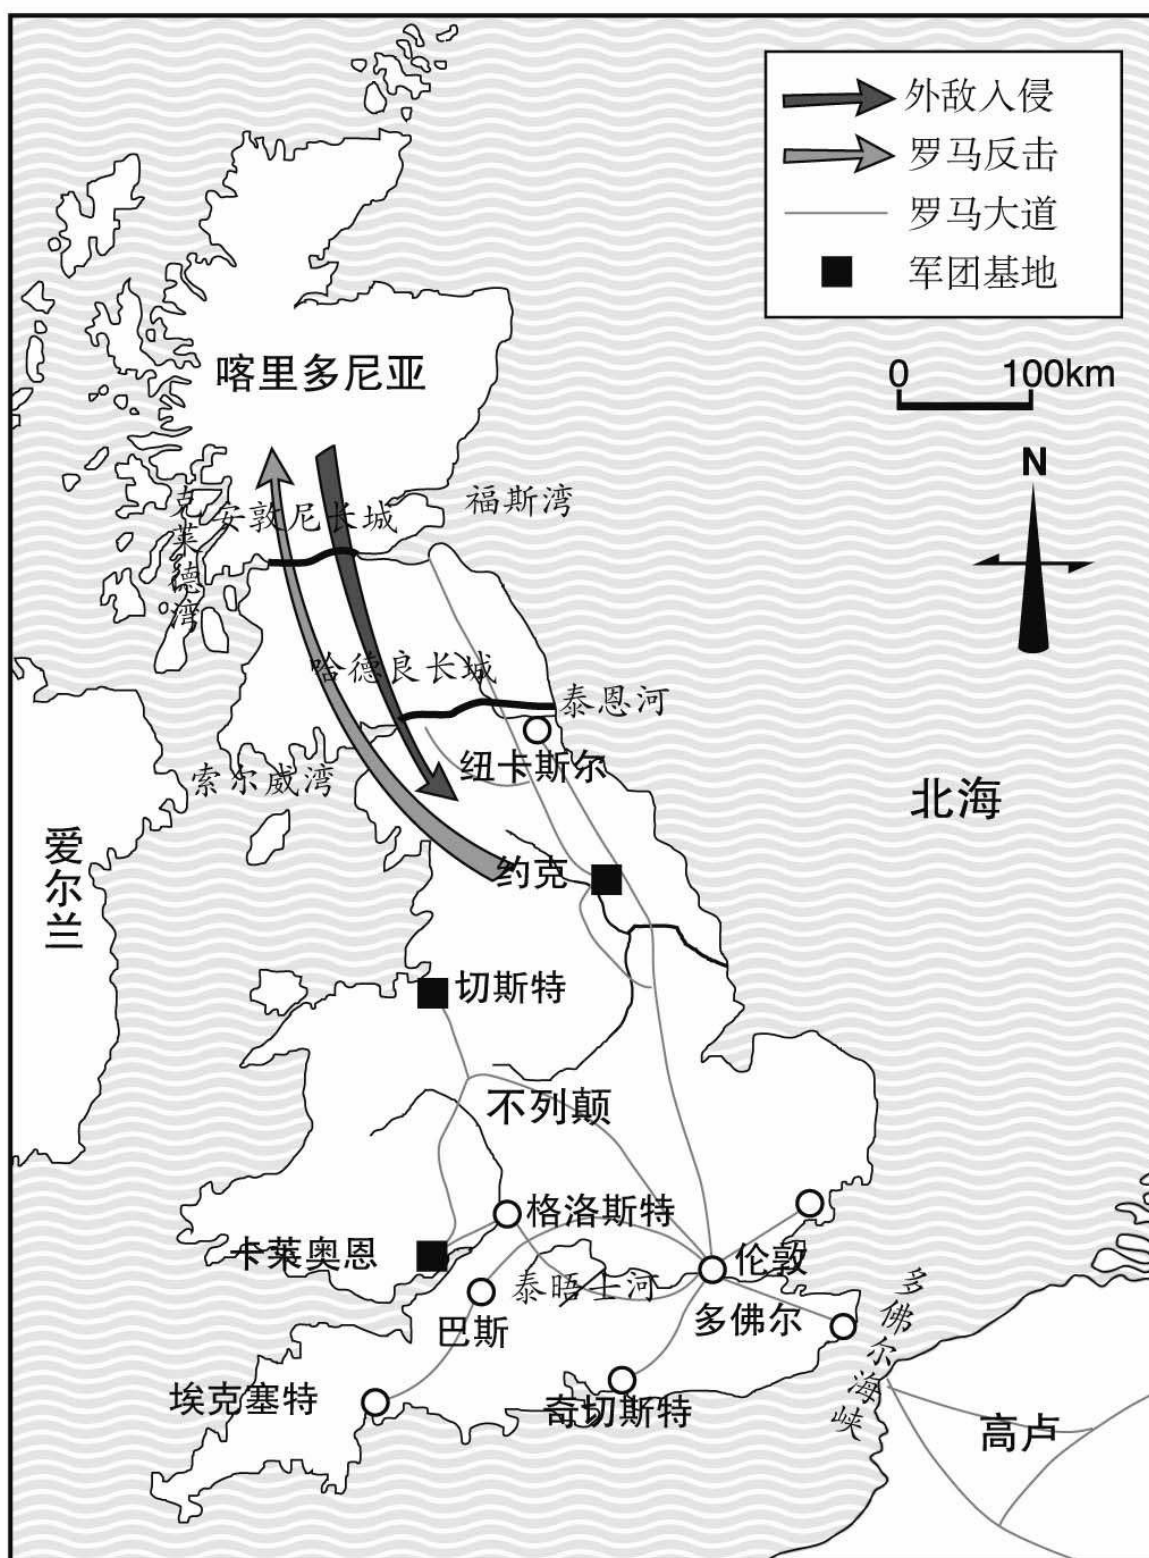 外敌入侵
罗马反击
罗马大道
军团基地
0 100km
N
喀里多尼亚
克莱德湾
安敦尼长城
福斯湾
哈德良长城
泰恩河
纽卡斯尔
索尔威湾
北海
爱尔兰
约克
切斯特
不列颠
格洛斯特
卡莱奥恩
伦敦
泰晤士河
巴斯
多佛尔
多佛尔海峡
埃克塞特
奇切斯特
高卢